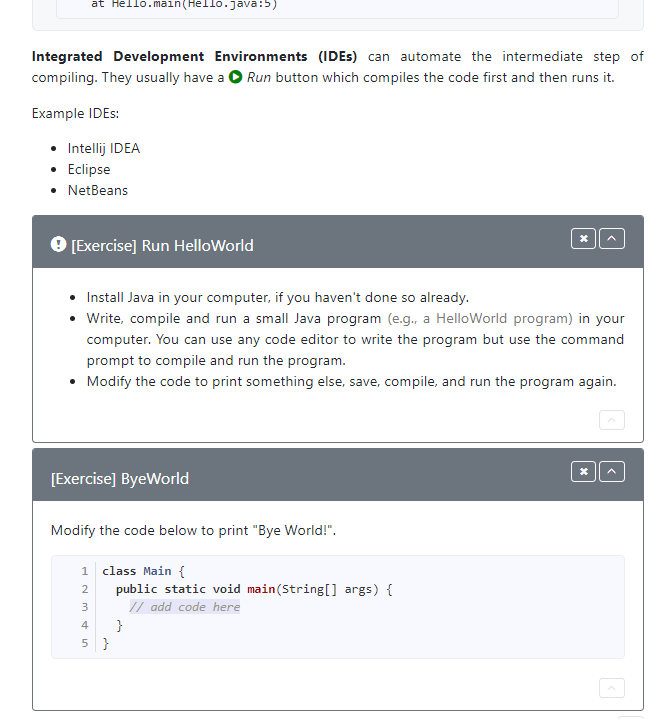 at Hello.main(Hello.java:5)
Integrated Development Environments (IDEs) can automate the intermediate step of
compiling. They usually have a Run button which compiles the code first and then runs it.
Example IDEs:
Intellij IDEA
Eclipse
NetBeans
[Exercise] Run HelloWorld
Install Java in your computer, if you haven't done so already.
Write, compile and run a small Java program (e.g., a HelloWorld program) in your
computer. You can use any code editor to write the program but use the command
prompt to compile and run the program.
Modify the code to print something else, save, compile, and run the program again.
[Exercise] ByeWorld
Modify the code below to print "Bye World!".
1 class Main {
2 public static void main(String[] args) {
3 // add code here
4 }
5 }